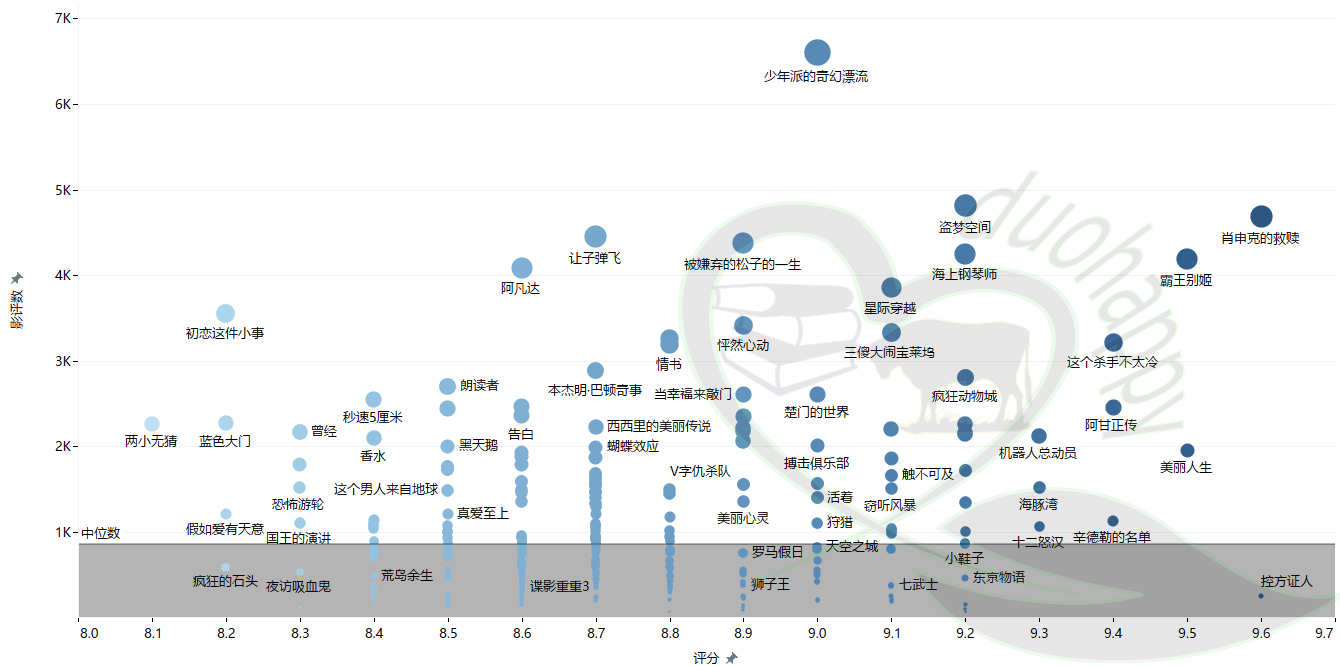 7K
少年派的奇幻漂流
6K
duohappy
5K
盗梦空间
肖申克的救赎
让子弹飞
被嫌弃的松子的一生
4K
阿凡达
海上钢琴师
霸王别姬
影评数
星际穿越
初恋这件小事
怦然心动
三傻大闹宝莱坞
3K
情书
这个杀手不太冷
朗读者
本杰明·巴顿奇事
当幸福来敲门
疯狂动物城
秒速5厘米
楚门的世界
两小无猜
蓝色大门
曾经
告白
西西里的美丽传说
阿甘正传
2K
香水
黑天鹅
蝴蝶效应
机器人总动员
V字仇杀队
搏击俱乐部
触不可及
美丽人生
这个男人来自地球
恐怖游轮
活着
窃听风暴
海豚湾
真爱至上
美丽心灵
1K
中位数
假如爱有天意
国王的演讲
狩猎
十二怒汉
辛德勒的名单
罗马假日
天空之城
小鞋子
疯狂的石头
夜访吸血鬼
荒岛余生
谍影重重3
狮子王
七武士
东京物语
控方证人
8.0 8.1 8.2 8.3 8.4 8.5 8.6 8.7 8.8 8.9 9.0 9.1 9.2 9.3 9.4 9.5 9.6 9.7
评分